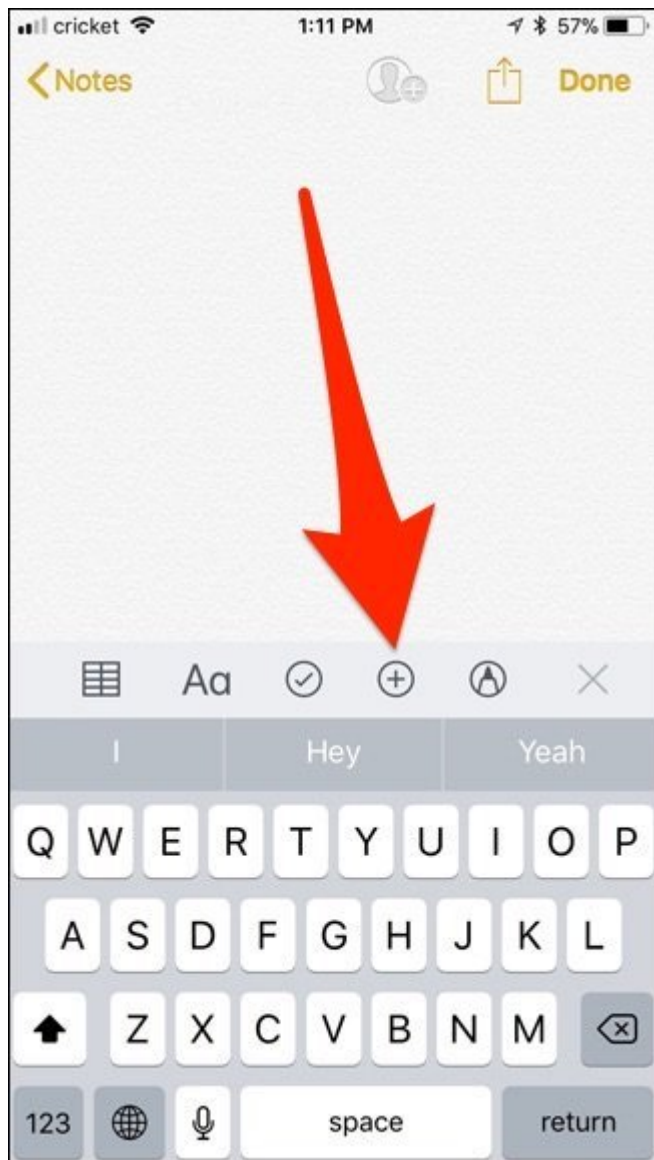 cricket 1:11 PM 57%
Notes Done
Aa
I Hey Yeah
Q W E R T Y U I O P
A S D F G H J K L
Z X C V B N M
123 space return